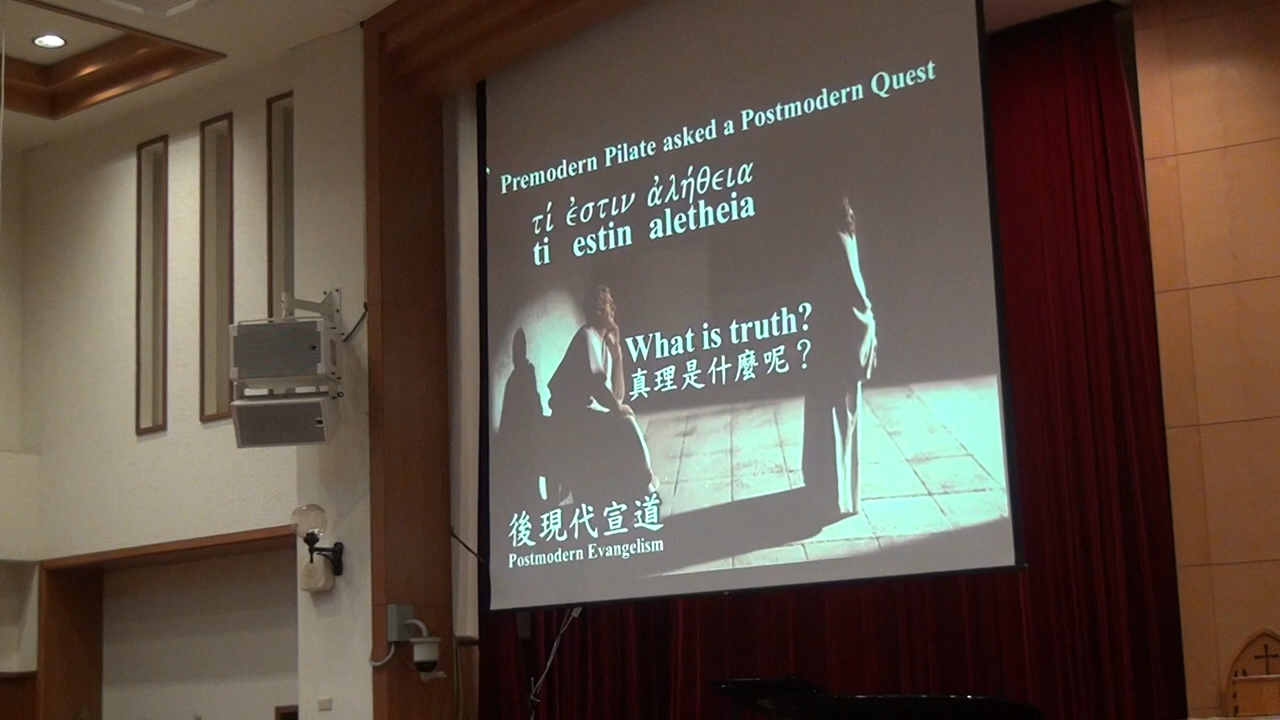 Premodern Pilate asked a Postmodern Quest
τί ἐστιν ἀλήθεια
ti estin aletheia
What is truth?
真理是什麼呢？
後現代宣道
Postmodern Evangelism